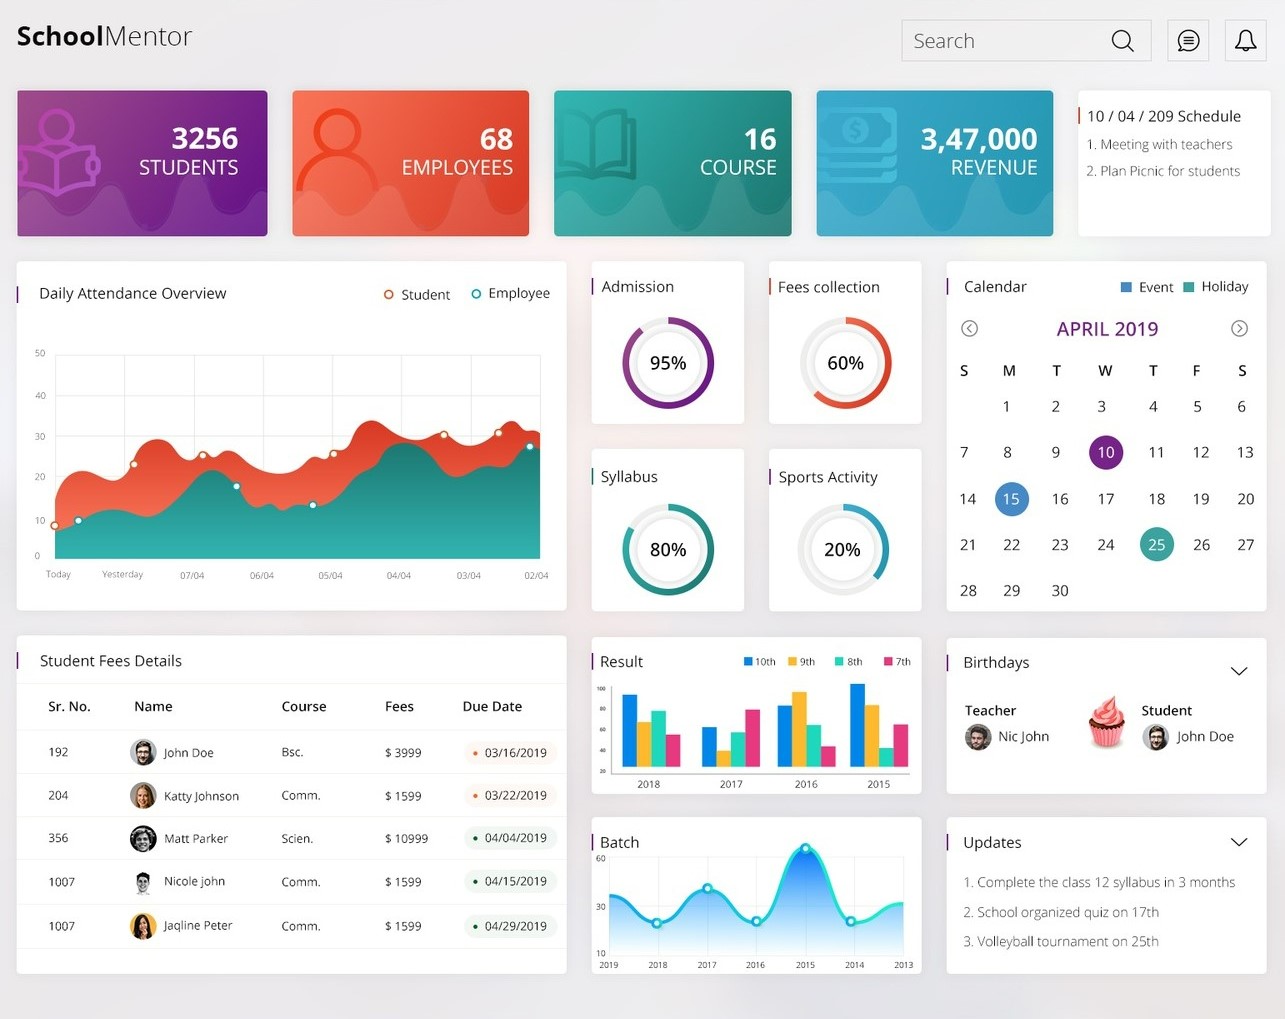 SchoolMentor
Search
3256
STUDENTS
68
EMPLOYEES
16
COURSE
3,47,000
REVENUE
10 / 04 / 209 Schedule
1. Meeting with teachers
2. Plan Picnic for students
Daily Attendance Overview
Student Employee
50
40
30
20
10
0
Today Yesterday 07/04 06/04 05/04 04/04 03/04 02/04
Admission
95%
Fees collection
60%
Syllabus
80%
Sports Activity
20%
Calendar
Event Holiday
APRIL 2019
S M T W T F S
1 2 3 4 5 6
7 8 9 10 11 12 13
14 15 16 17 18 19 20
21 22 23 24 25 26 27
28 29 30
Student Fees Details
Sr. No. Name Course Fees Due Date
192 John Doe Bsc. $ 3999 03/16/2019
204 Katty Johnson Comm. $ 1599 03/22/2019
356 Matt Parker Scien. $ 10999 04/04/2019
1007 Nicole john Comm. $ 1599 04/15/2019
1007 Jaqline Peter Comm. $ 1599 04/29/2019
Result
10th 9th 8th 7th
100
80
60
40
20
2018 2017 2016 2015
Batch
60
30
10
2019 2018 2017 2016 2015 2014 2013
Birthdays
Teacher
Nic John
Student
John Doe
Updates
1. Complete the class 12 syllabus in 3 months
2. School organized quiz on 17th
3. Volleyball tournament on 25th